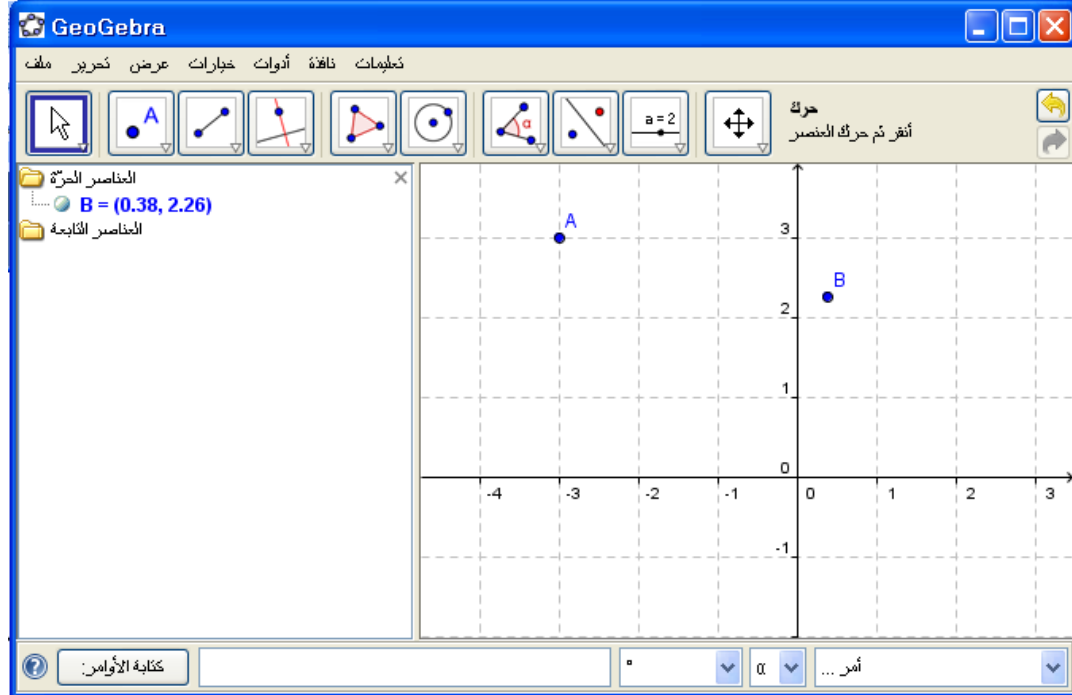 GeoGebra
ملف تحرير عرض خيارات أدوات نافذة تعليمات
A
α
a = 2
حرك
أنقر ثم حرك العنصر
العناصر الحرّة
B = (0.38, 2.26)
العناصر التابعة
A
B
3
2
1
0
-1
-4 -3 -2 -1 0 1 2 3
كتابة الأوامر:
°
α
أمر ...